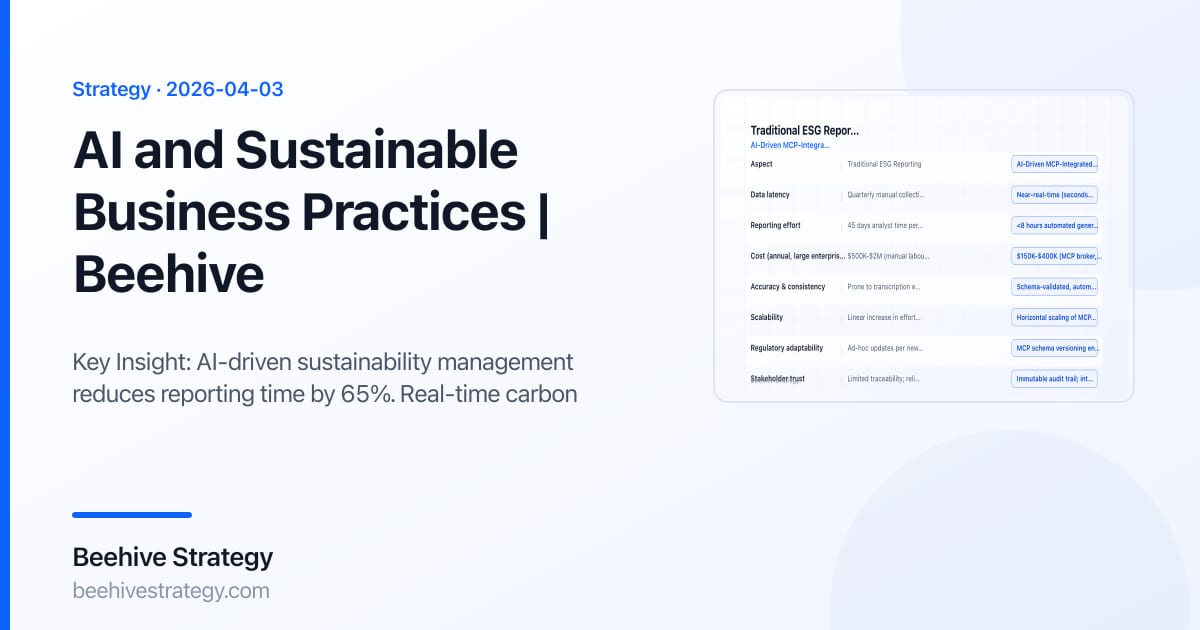 Strategy · 2026-04-03
AI and Sustainable
Business Practices |
Beehive
Key Insight: AI-driven sustainability management
reduces reporting time by 65%. Real-time carbon
Beehive Strategy
beehivestrategy.com
Traditional ESG Repor...
AI-Driven MCP-Integra...
Aspect Traditional ESG Reporting AI-Driven MCP-Integrated...
Data latency Quarterly manual collecti... Near-real-time (seconds...
Reporting effort 45 days analyst time per... <8 hours automated gener...
Cost (annual, large enterpris... $500K-$2M (manual labou... $150K-$400K (MCP broker,...
Accuracy & consistency Prone to transcription e... Schema-validated, autom...
Scalability Linear increase in effort... Horizontal scaling of MCP...
Regulatory adaptability Ad-hoc updates per new... MCP schema versioning en...
Stakeholder trust Limited traceability; reli... Immutable audit trail; int...